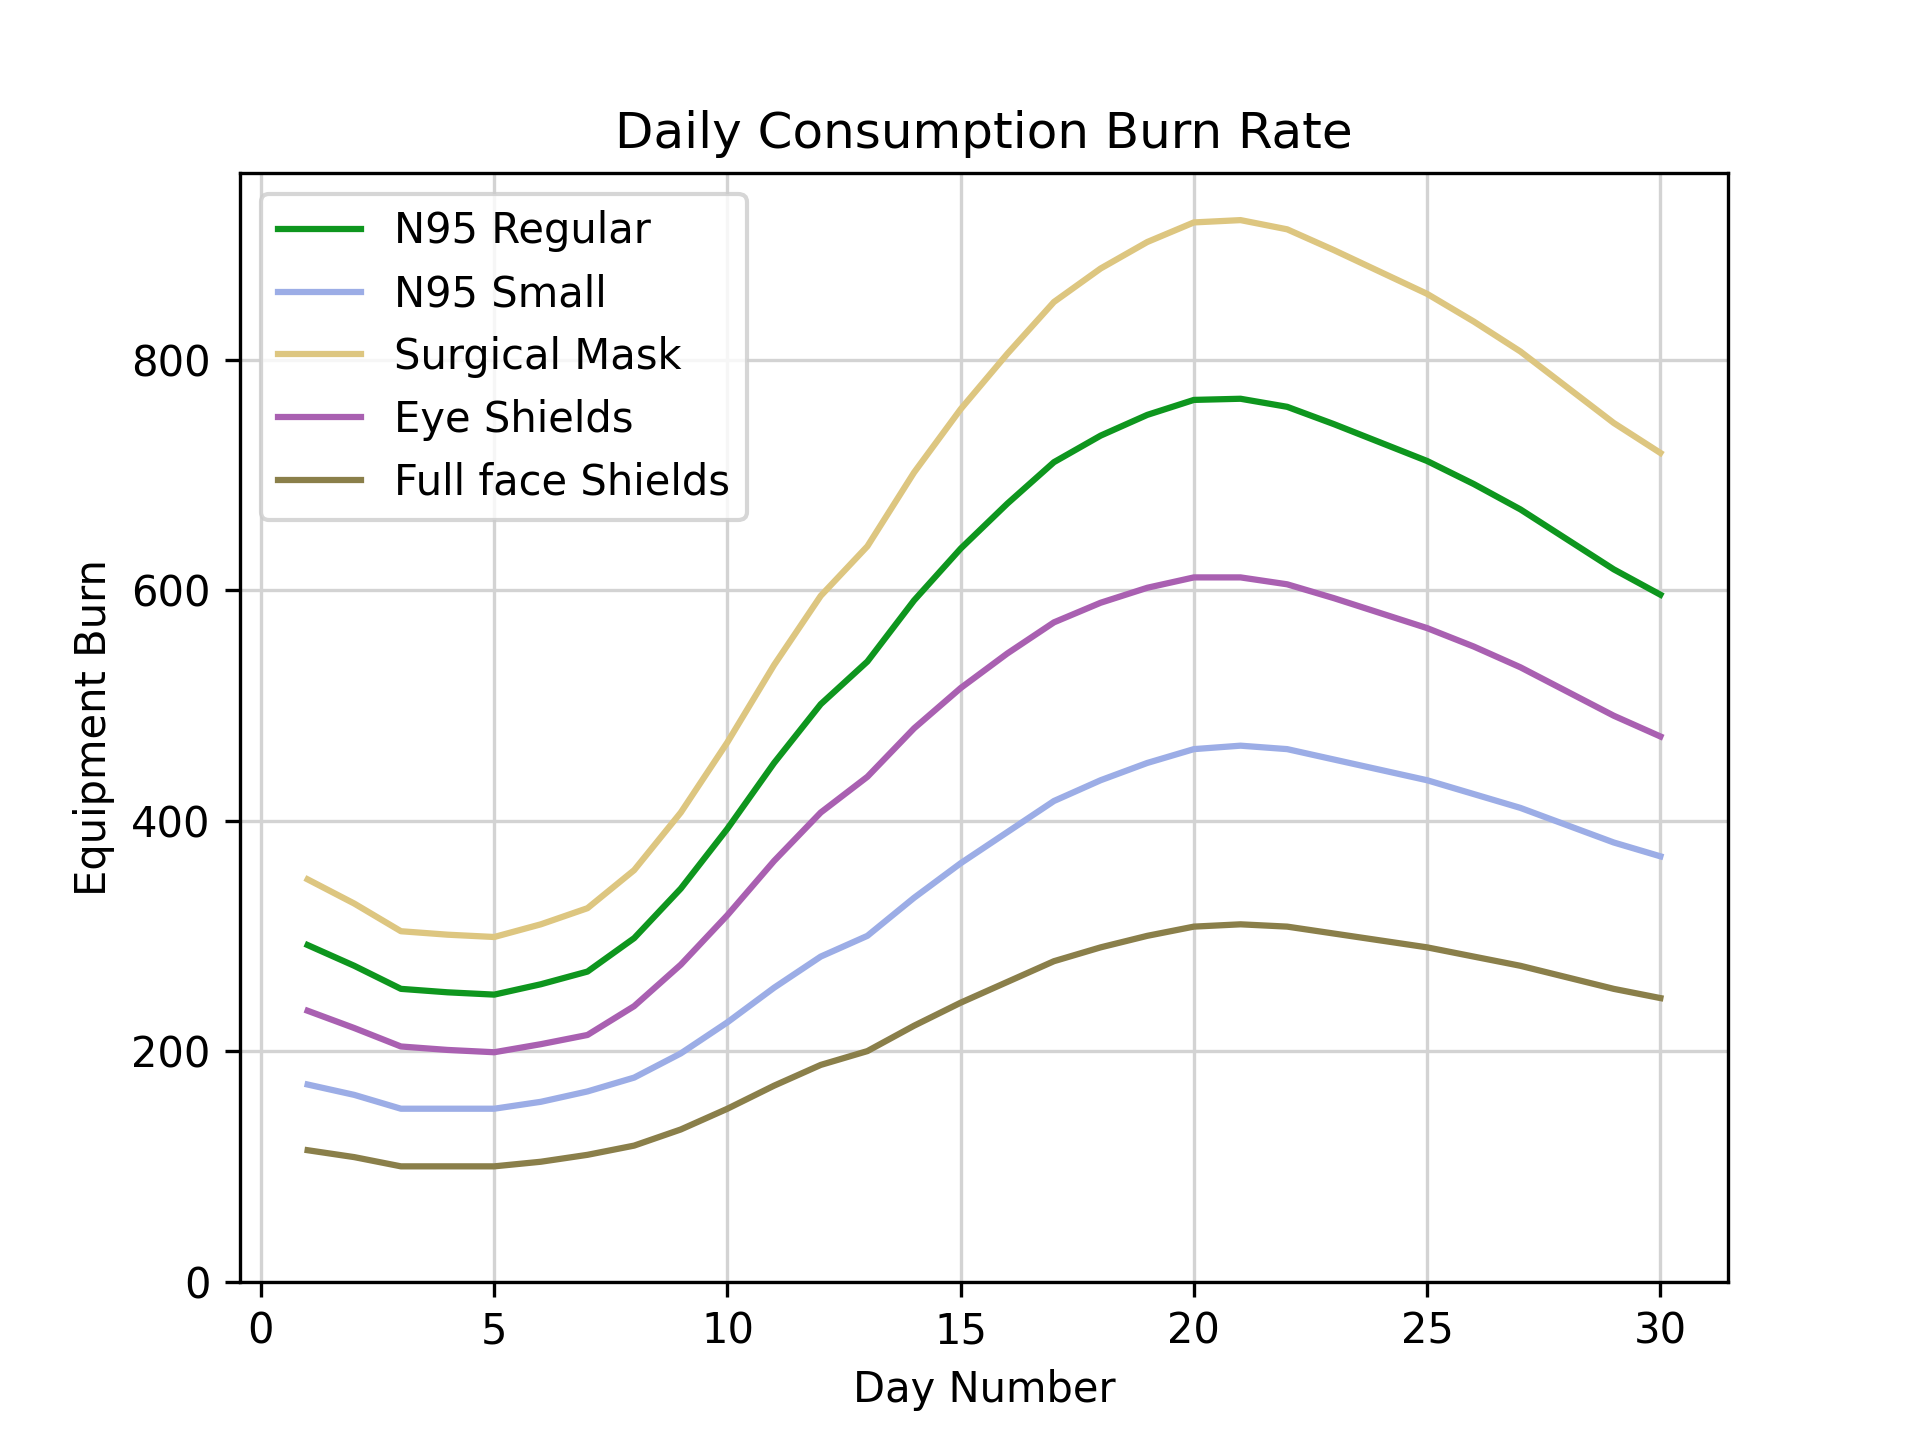 Daily Consumption Burn Rate
N95 Regular
N95 Small
Surgical Mask
Eye Shields
Full face Shields
Equipment Burn
800
600
400
200
0
0 5 10 15 20 25 30
Day Number